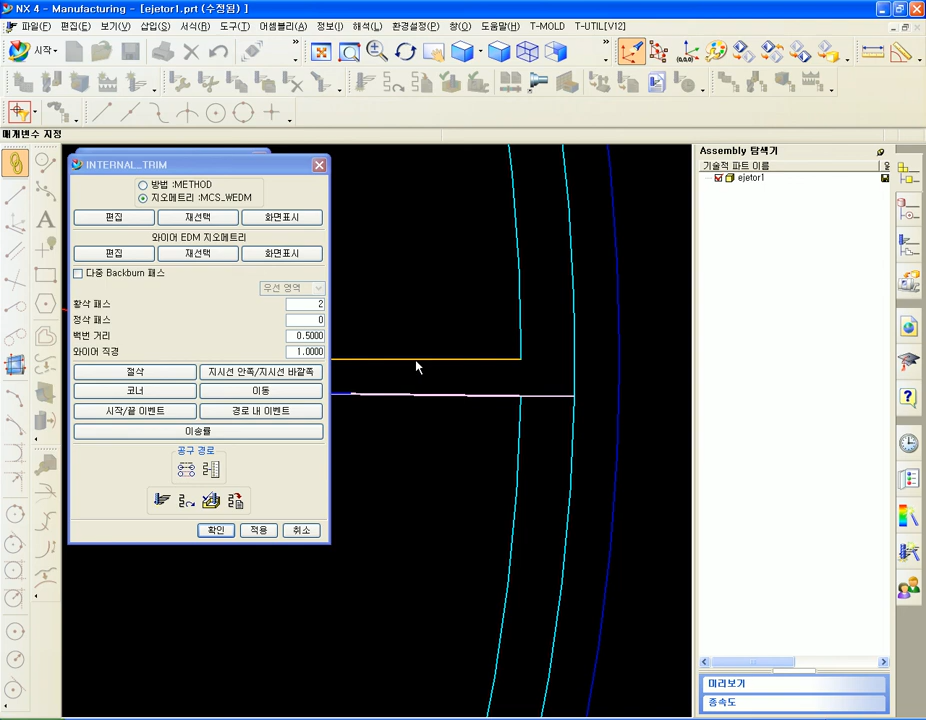 NX 4 - Manufacturing - [ejetor1.prt (수정됨) ]
파일(F) 편집(E) 보기(V) 삽입(S) 서식(R) 도구(T) 어셈블리(A) 정보(I) 해석(L) 환경설정(P) 창(O) 도움말(H) T-MOLD T-UTIL[V12]
시작
(0,0,0)
매개변수 지정
INTERNAL_TRIM
방법 :METHOD
지오메트리 :MCS_WEDM
편집 재선택 화면표시
와이어 EDM 지오메트리
편집 재선택 화면표시
다중 Backburn 패스
우선 영역
황삭 패스 2
정삭 패스 0
백번 거리 0.5000
와이어 직경 1.0000
절삭 지시선 안쪽/지시선 바깥쪽
코너 이동
시작/끝 이벤트 경로 내 이벤트
이송률
공구 경로
확인 적용 취소
Assembly 탐색기
기술적 파트 이름
ejetor1
미리보기
종속도